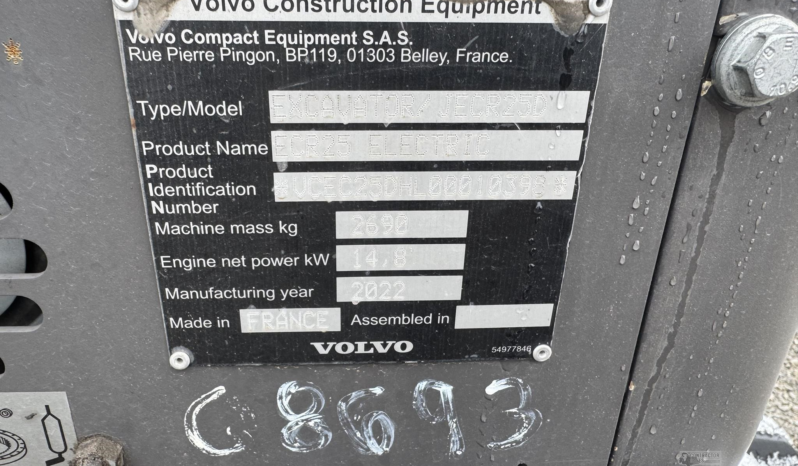 Volvo Construction Equipment
Volvo Compact Equipment S.A.S.
Rue Pierre Pingon, BP119, 01303 Belley, France.
Type/Model EXCAVATOR/VECR25C
Product Name ECR25 ELECTRIC
Product
Identification
Number
Machine mass kg 2690
Engine net power kW 14,8
Manufacturing year 2022
Made in FRANCE Assembled in
VOLVO
54977846
C8693